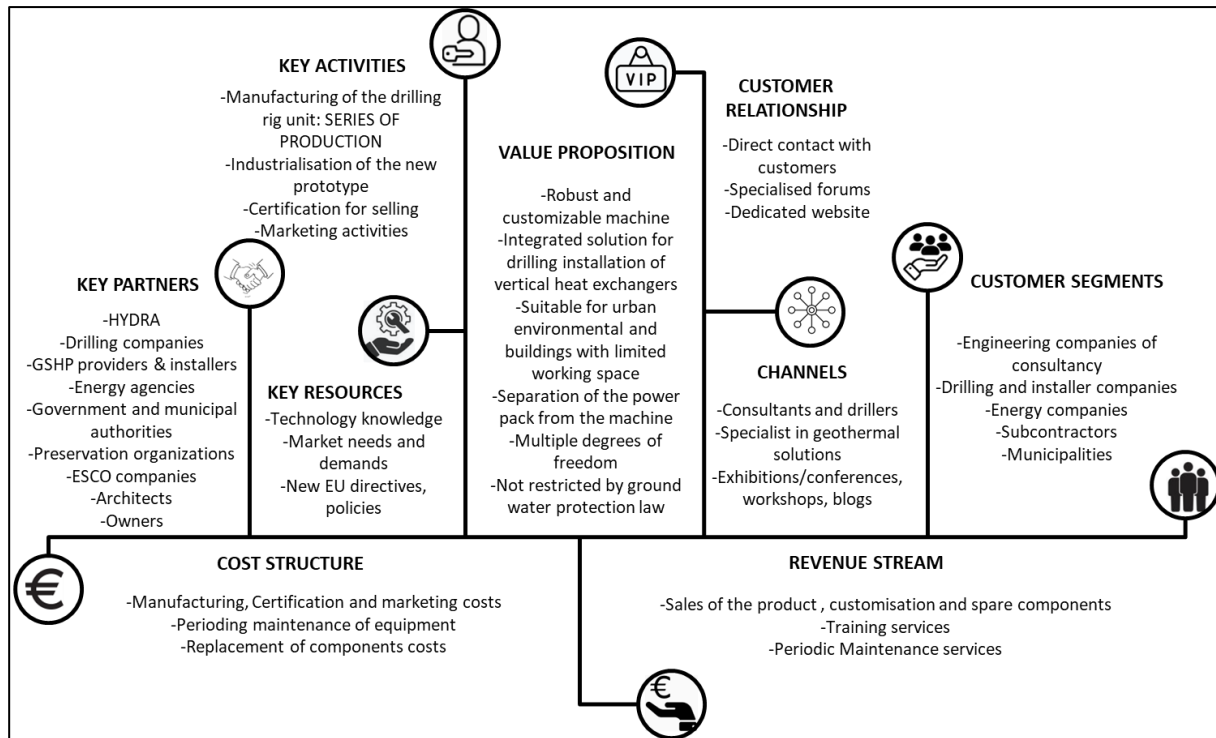 KEY ACTIVITIES
-Manufacturing of the drilling
rig unit: SERIES OF
PRODUCTION
-Industrialisation of the new
prototype
-Certification for selling
-Marketing activities
KEY PARTNERS
-HYDRA
-Drilling companies
-GSHP providers & installers
-Energy agencies
-Government and municipal
authorities
-Preservation organizations
-ESCO companies
-Architects
-Owners
KEY RESOURCES
-Technology knowledge
-Market needs and
demands
-New EU directives,
policies
VALUE PROPOSITION
-Robust and
customizable machine
-Integrated solution for
drilling installation of
vertical heat exchangers
-Suitable for urban
environmental and
buildings with limited
working space
-Separation of the power
pack from the machine
-Multiple degrees of
freedom
-Not restricted by ground
water protection law
VIP
CUSTOMER
RELATIONSHIP
-Direct contact with
customers
-Specialised forums
-Dedicated website
CHANNELS
-Consultants and drillers
-Specialist in geothermal
solutions
-Exhibitions/conferences,
workshops, blogs
CUSTOMER SEGMENTS
-Engineering companies of
consultancy
-Drilling and installer companies
-Energy companies
-Subcontractors
-Municipalities
€
COST STRUCTURE
-Manufacturing, Certification and marketing costs
-Perioding maintenance of equipment
-Replacement of components costs
REVENUE STREAM
-Sales of the product , customisation and spare components
-Training services
-Periodic Maintenance services
€